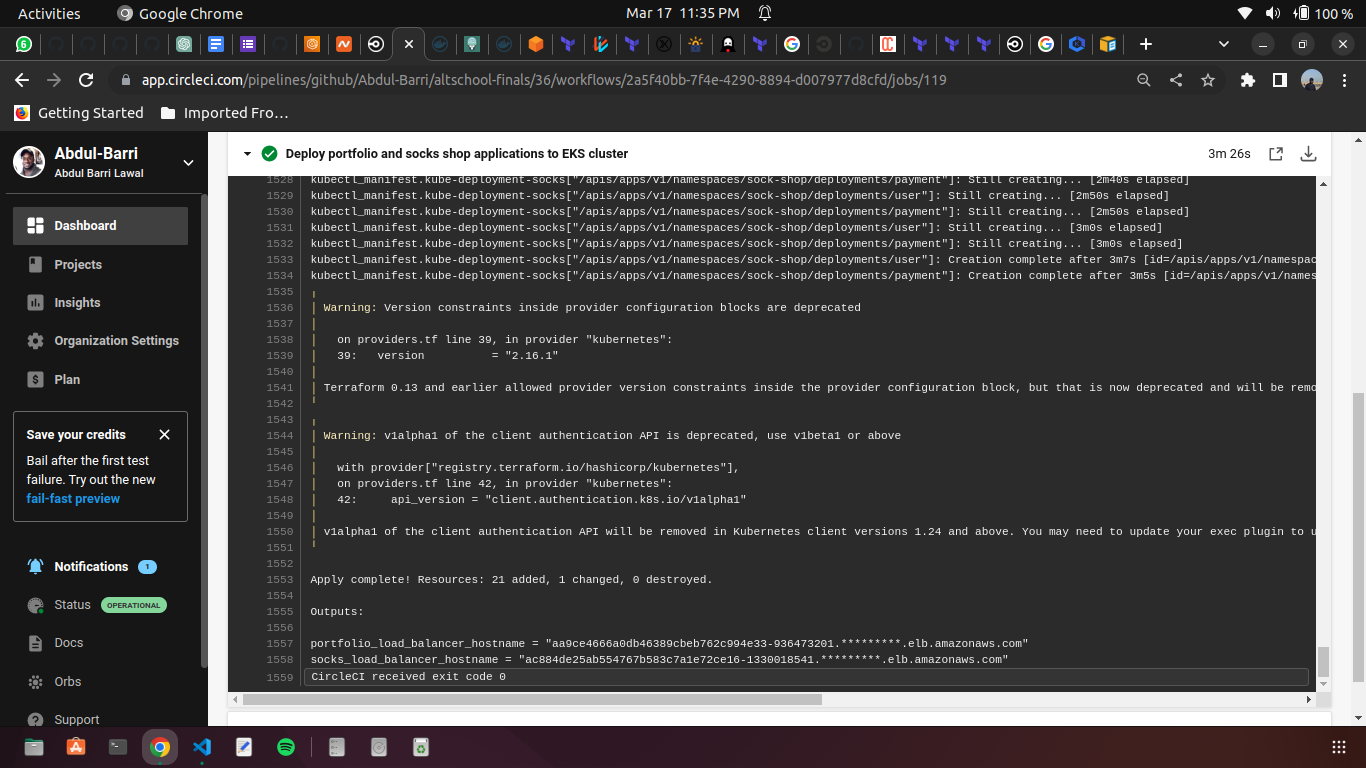 Activities
Google Chrome
Mar 17 11:35 PM
100 %
6
app.circleci.com/pipelines/github/Abdul-Barri/altschool-finals/36/workflows/2a5f40bb-7f4e-4290-8894-d007977d8cfd/jobs/119
Getting Started
Imported Fro…
Abdul-Barri
Abdul Barri Lawal
Dashboard
Projects
Insights
Organization Settings
Plan
Save your credits
Bail after the first test
failure. Try out the new
fail-fast preview
Notifications 1
Status OPERATIONAL
Docs
Orbs
Support
Deploy portfolio and socks shop applications to EKS cluster
3m 26s
1528 kubectl_manifest.kube-deployment-socks["/apis/apps/v1/namespaces/sock-shop/deployments/payment"]: Still creating... [2m40s elapsed]
1529 kubectl_manifest.kube-deployment-socks["/apis/apps/v1/namespaces/sock-shop/deployments/user"]: Still creating... [2m50s elapsed]
1530 kubectl_manifest.kube-deployment-socks["/apis/apps/v1/namespaces/sock-shop/deployments/payment"]: Still creating... [2m50s elapsed]
1531 kubectl_manifest.kube-deployment-socks["/apis/apps/v1/namespaces/sock-shop/deployments/user"]: Still creating... [3m0s elapsed]
1532 kubectl_manifest.kube-deployment-socks["/apis/apps/v1/namespaces/sock-shop/deployments/payment"]: Still creating... [3m0s elapsed]
1533 kubectl_manifest.kube-deployment-socks["/apis/apps/v1/namespaces/sock-shop/deployments/user"]: Creation complete after 3m7s [id=/apis/apps/v1/namespac
1534 kubectl_manifest.kube-deployment-socks["/apis/apps/v1/namespaces/sock-shop/deployments/payment"]: Creation complete after 3m5s [id=/apis/apps/v1/names
1535
1536 Warning: Version constraints inside provider configuration blocks are deprecated
1537
1538 on providers.tf line 39, in provider "kubernetes":
1539 39: version = "2.16.1"
1540
1541 Terraform 0.13 and earlier allowed provider version constraints inside the provider configuration block, but that is now deprecated and will be remo
1542
1543
1544 Warning: v1alpha1 of the client authentication API is deprecated, use v1beta1 or above
1545
1546 with provider["registry.terraform.io/hashicorp/kubernetes"],
1547 on providers.tf line 42, in provider "kubernetes":
1548 42: api_version = "client.authentication.k8s.io/v1alpha1"
1549
1550 v1alpha1 of the client authentication API will be removed in Kubernetes client versions 1.24 and above. You may need to update your exec plugin to u
1551
1552
1553 Apply complete! Resources: 21 added, 1 changed, 0 destroyed.
1554
1555 Outputs:
1556
1557 portfolio_load_balancer_hostname = "aa9ce4666a0db46389cbeb762c994e33-936473201.*********.elb.amazonaws.com"
1558 socks_load_balancer_hostname = "ac884de25ab554767b583c7a1e72ce16-1330018541.*********.elb.amazonaws.com"
1559 CircleCI received exit code 0